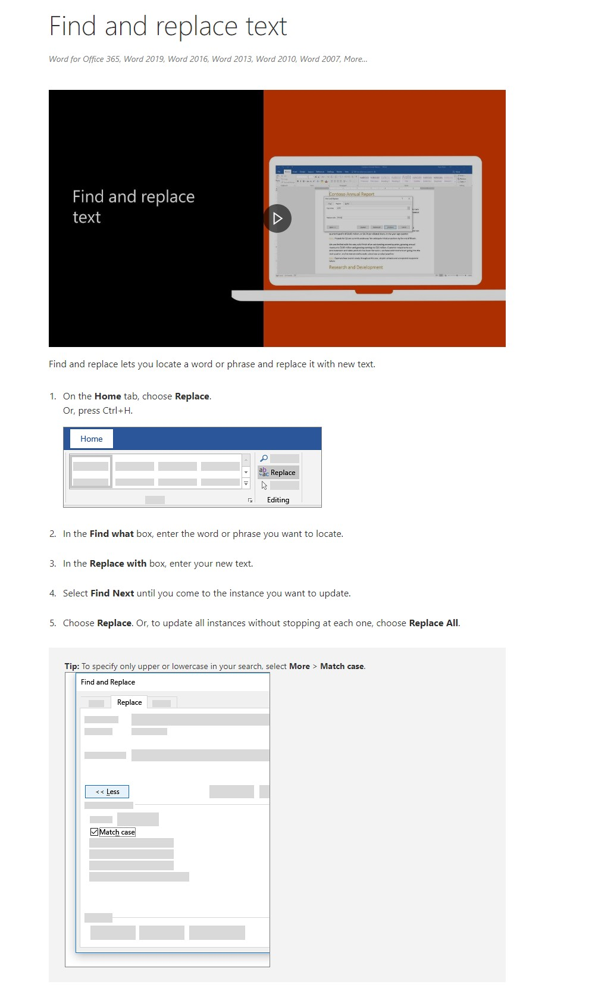 Find and replace text
Word for Office 365, Word 2019, Word 2016, Word 2013, Word 2010, Word 2007, More...
Find and replace
text
Contoso Annual Report
Research and Development
Find and replace lets you locate a word or phrase and replace it with new text.
1. On the Home tab, choose Replace.
Or, press Ctrl+H.
Home
ab
ac Replace
Editing
2. In the Find what box, enter the word or phrase you want to locate.
3. In the Replace with box, enter your new text.
4. Select Find Next until you come to the instance you want to update.
5. Choose Replace. Or, to update all instances without stopping at each one, choose Replace All.
Tip: To specify only upper or lowercase in your search, select More > Match case.
Find and Replace
Replace
<< Less
Match case